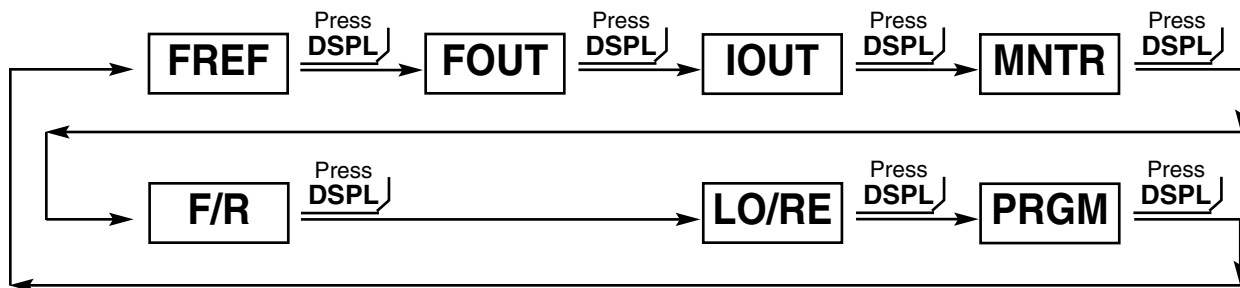 Press Press Press Press
DSPL DSPL DSPL DSPL
FREF FOUT IOUT MNTR
Press Press Press
DSPL DSPL DSPL
F/R LO/RE PRGM